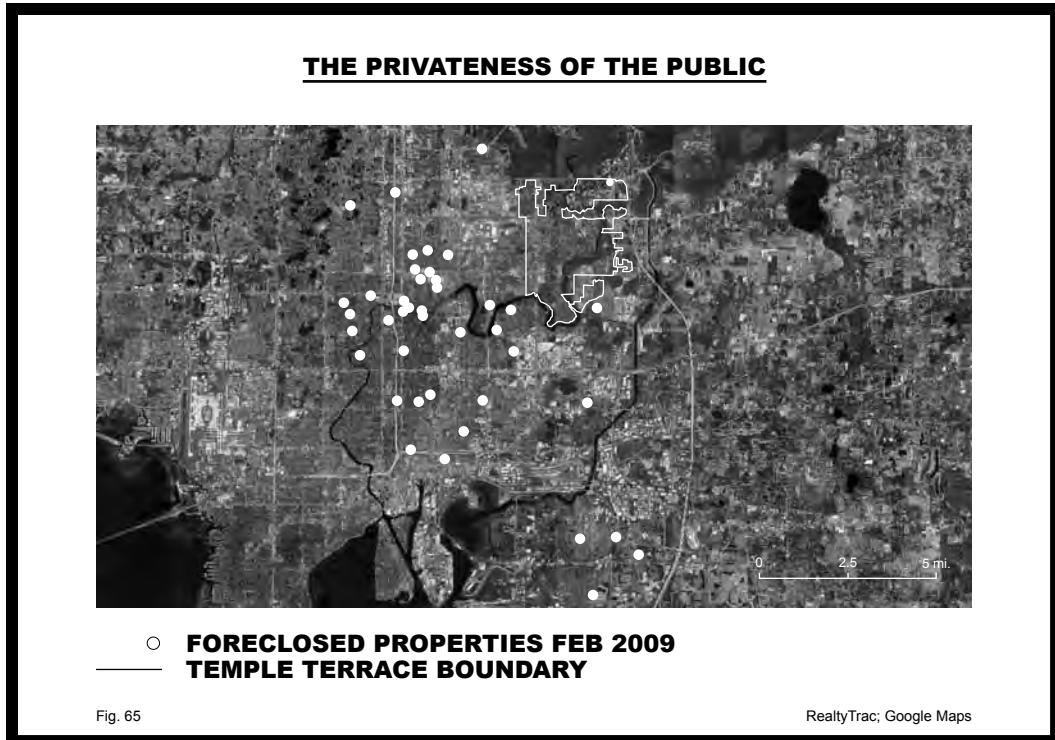 THE PRIVATENESS OF THE PUBLIC
0 2.5 5 mi.
FORECLOSED PROPERTIES FEB 2009
TEMPLE TERRACE BOUNDARY
Fig. 65 RealtyTrac; Google Maps